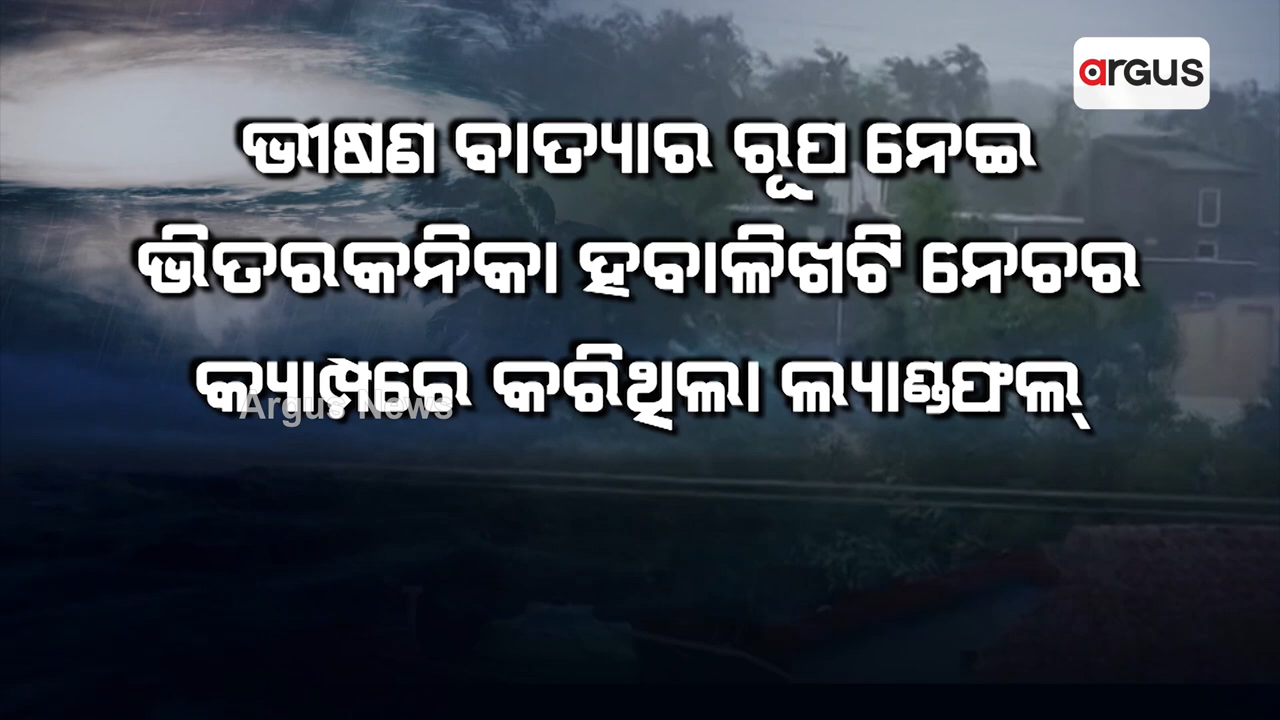 argus
ଭୀଷଣ ବାତ୍ୟାର ରୂପ ନେଇ
ଭିତରକନିକା ହବାଳିଖଟି ନେଚର
କ୍ୟାମ୍ପରେ କରିଥିଲା ଲ୍ୟାଣ୍ଡଫଲ୍
Argus News